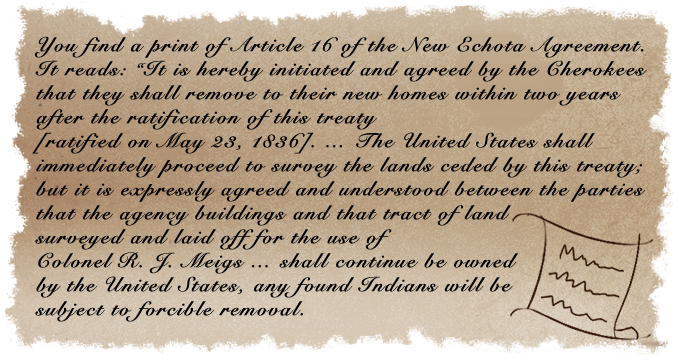 You find a print of Article 16 of the New Echota Agreement.
It reads: “It is hereby initiated and agreed by the Cherokees
that they shall remove to their new homes within two years
after the ratification of this treaty
[ratified on May 23, 1836]. ... The United States shall
immediately proceed to survey the lands ceded by this treaty;
but it is expressly agreed and understood between the parties
that the agency buildings and that tract of land
surveyed and laid off for the use of
Colonel R. J. Meigs ... shall continue be owned
by the United States, any found Indians will be
subject to forcible removal.